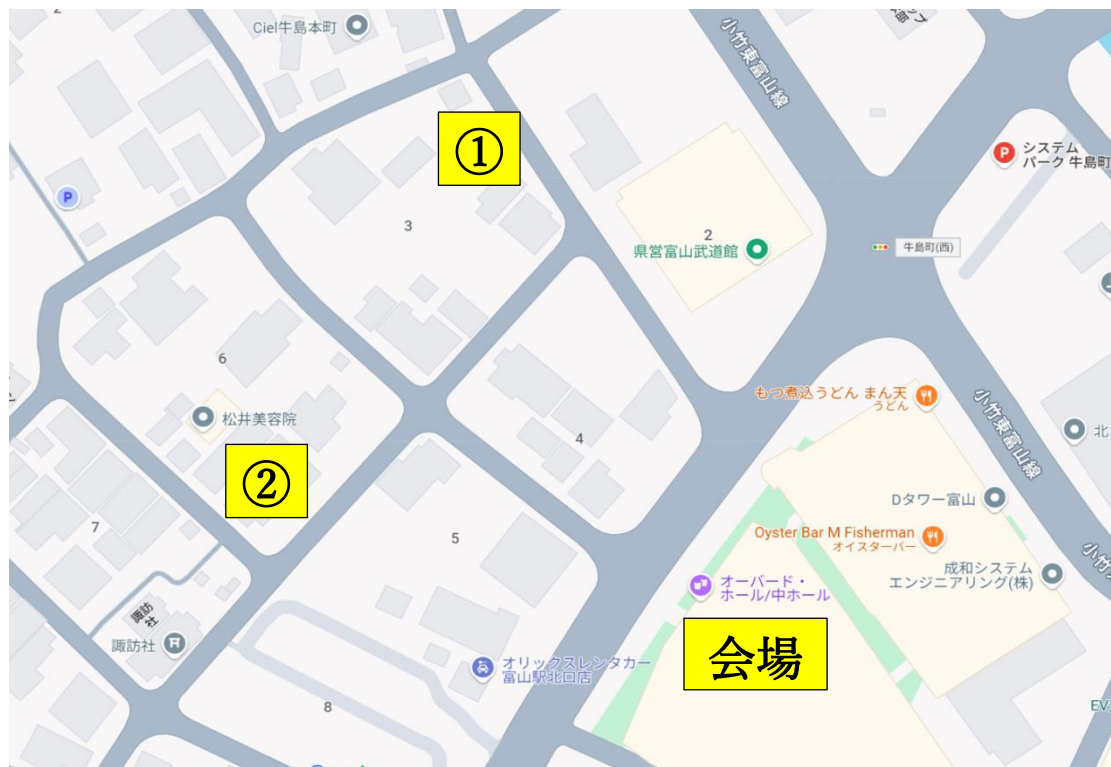 Ciel牛島本町
小竹東富山線
①
P
3
2
県営富山武道館
P
システム
パーク 牛島町
牛島町(西)
6
松井美容院
もつ煮込うどん まん天
うどん
小竹東富山線
北
4
②
7
5
Dタワー富山
Oyster Bar M Fisherman
オイスターバー
成和システム
エンジニアリング(株)
オーバード・
ホール/中ホール
諏訪社
諏訪社
会場
オリックスレンタカー
富山駅北口店
8
EV